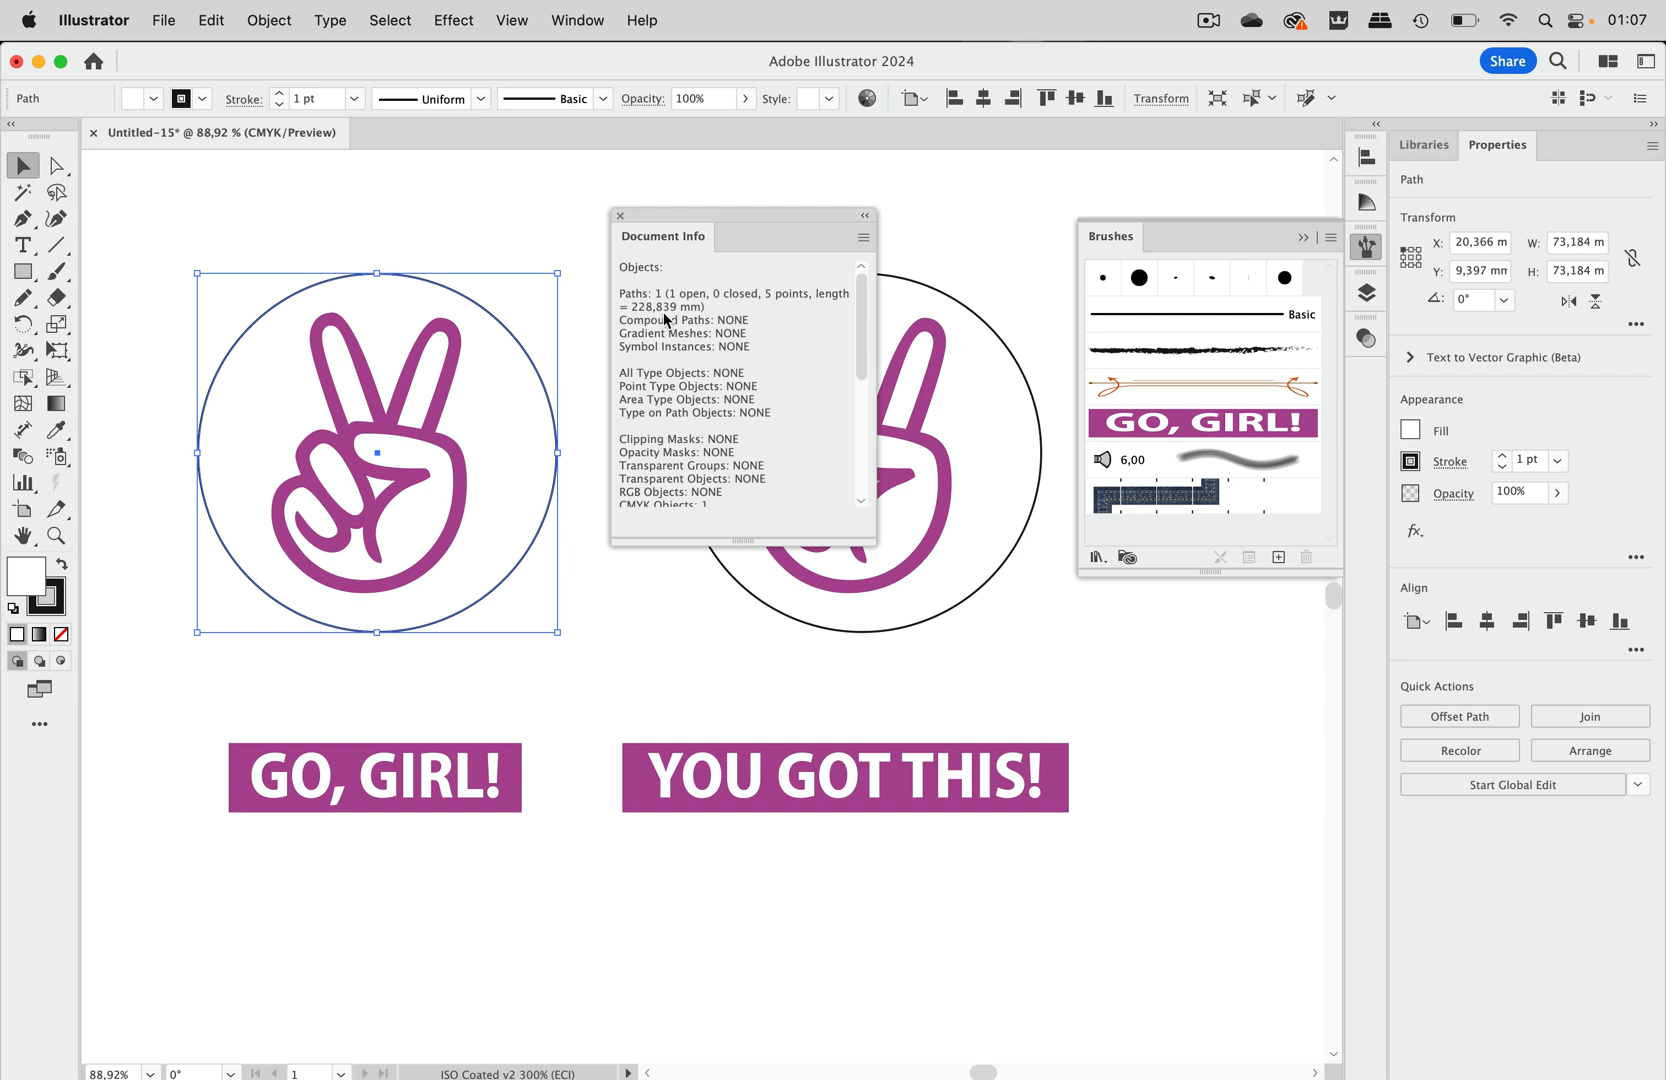 Illustrator File Edit Object Type Select Effect View Window Help 01:07
Adobe Illustrator 2024 Share
Path Stroke: 1 pt Uniform Basic Opacity: 100% Style: Transform
Untitled-15* @ 88,92 % (CMYK/Preview)
Document Info
Objects:
Paths: 1 (1 open, 0 closed, 5 points, length
= 228,839 mm)
Compound Paths: NONE
Gradient Meshes: NONE
Symbol Instances: NONE
All Type Objects: NONE
Point Type Objects: NONE
Area Type Objects: NONE
Type on Path Objects: NONE
Clipping Masks: NONE
Opacity Masks: NONE
Transparent Groups: NONE
Transparent Objects: NONE
RGB Objects: NONE
CMYK Objects: 1
Brushes
Basic
GO, GIRL!
6,00
Libraries Properties
Path
Transform
X: 20,366 m W: 73,184 m
Y: 9,397 mm H: 73,184 m
0°
Text to Vector Graphic (Beta)
Appearance
Fill
Stroke 1 pt
Opacity 100%
fx.
Align
Quick Actions
Offset Path Join
Recolor Arrange
Start Global Edit
GO, GIRL! YOU GOT THIS!
88,92% 0° 1 ISO Coated v2 300% (ECI)